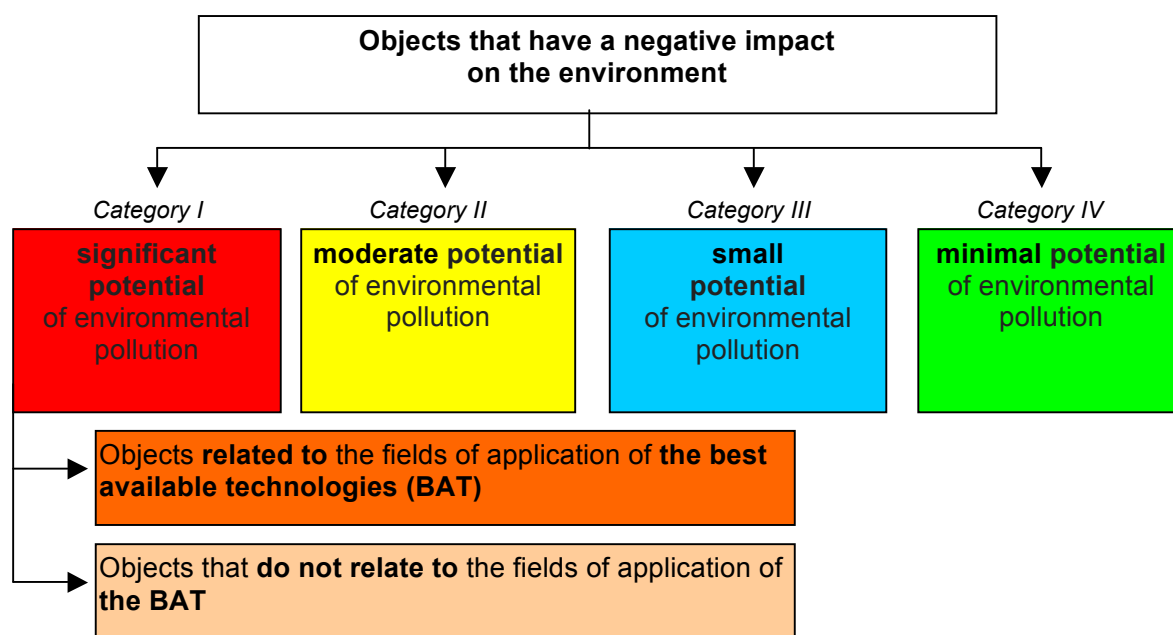 Objects that have a negative impact
on the environment
Category I
Category II
Category III
Category IV
significant
potential
of environmental
pollution
moderate potential
of environmental
pollution
small
potential
of environmental
pollution
minimal potential
of environmental
pollution
Objects related to the fields of application of the best
available technologies (BAT)
Objects that do not relate to the fields of application of
the BAT